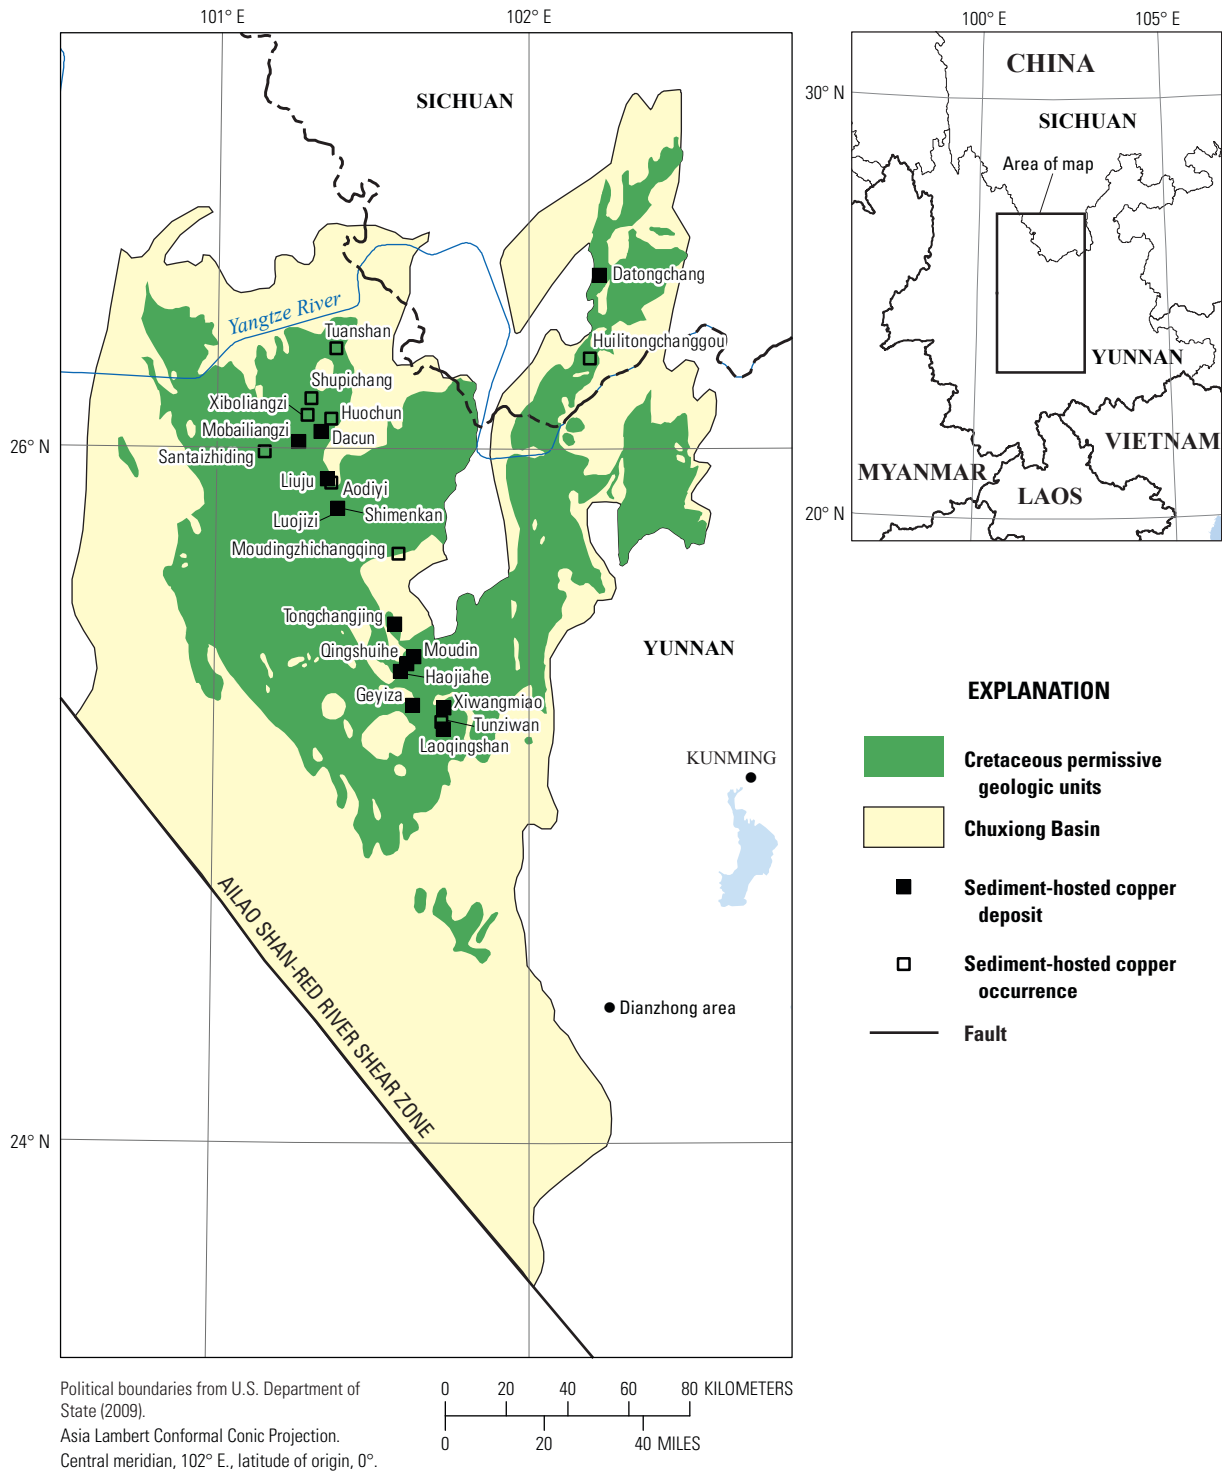 101° E
102° E
SICHUAN
Datongchang
Yangtze River
Tuanshan
Huilitongchanggou
Shupichang
Xiboliangzi
Huochun
Mobailiangzi
Dacun
26° N
Santaizhiding
Liuju
Aodiyi
Luojizi
Shimenkan
Moudingzhichangqing
Tongchangjing
Qingshuihe
Moudin
Haojiahe
YUNNAN
Geyiza
Xiwangmiao
Tunziwan
Laoqingshan
KUNMING
AILAO SHAN-RED RIVER SHEAR ZONE
Dianzhong area
24° N
100° E
105° E
CHINA
30° N
SICHUAN
Area of map
YUNNAN
VIETNAM
MYANMAR
LAOS
20° N
EXPLANATION
Cretaceous permissive
geologic units
Chuxiong Basin
Sediment-hosted copper
deposit
Sediment-hosted copper
occurrence
Fault
Political boundaries from U.S. Department of
State (2009).
Asia Lambert Conformal Conic Projection.
Central meridian, 102° E., latitude of origin, 0°.
0 20 40 60 80 KILOMETERS
0 20 40 MILES